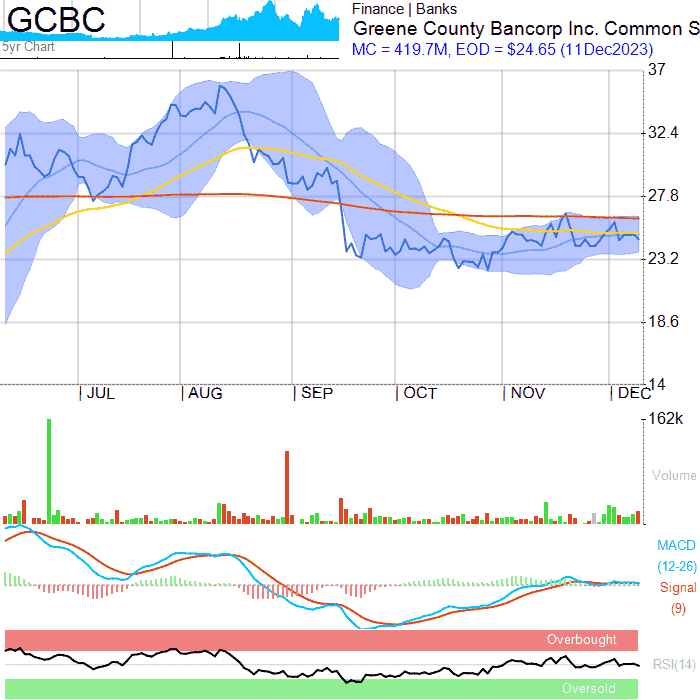 GCBC
5yr Chart
Finance | Banks
Greene County Bancorp Inc. Common S
MC = 419.7M, EOD = $24.65 (11Dec2023)
37
32.4
27.8
23.2
18.6
14
JUL AUG SEP OCT NOV DEC
162k
Volume
MACD
(12-26)
Signal
(9)
Overbought
RSI(14)
Oversold